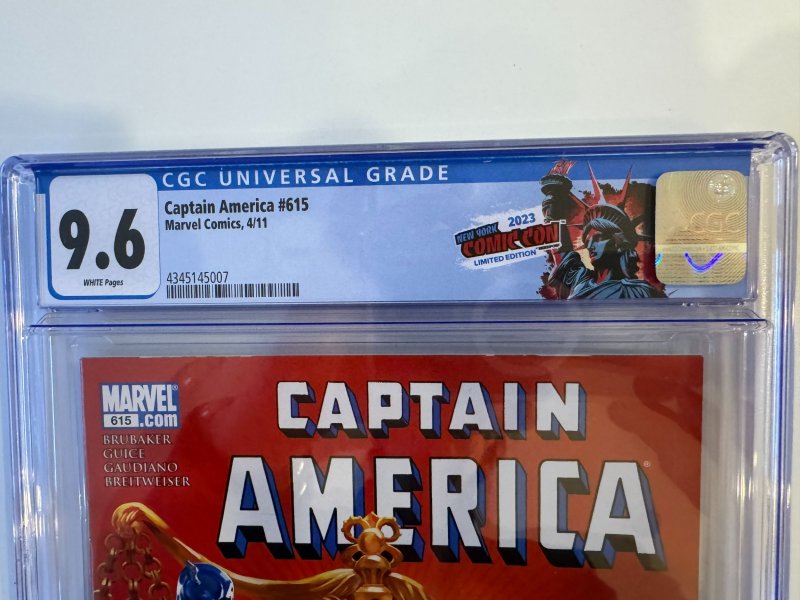 CGC UNIVERSAL GRADE
9.6
WHITE Pages
Captain America #615
Marvel Comics, 4/11
4345145007
2023
NEW YORK
COMIC CON
LIMITED EDITION
CGC
MARVEL
615 .com
BRUBAKER
GUICE
GAUDIANO
BREITWEISER
CAPTAIN
AMERICA®